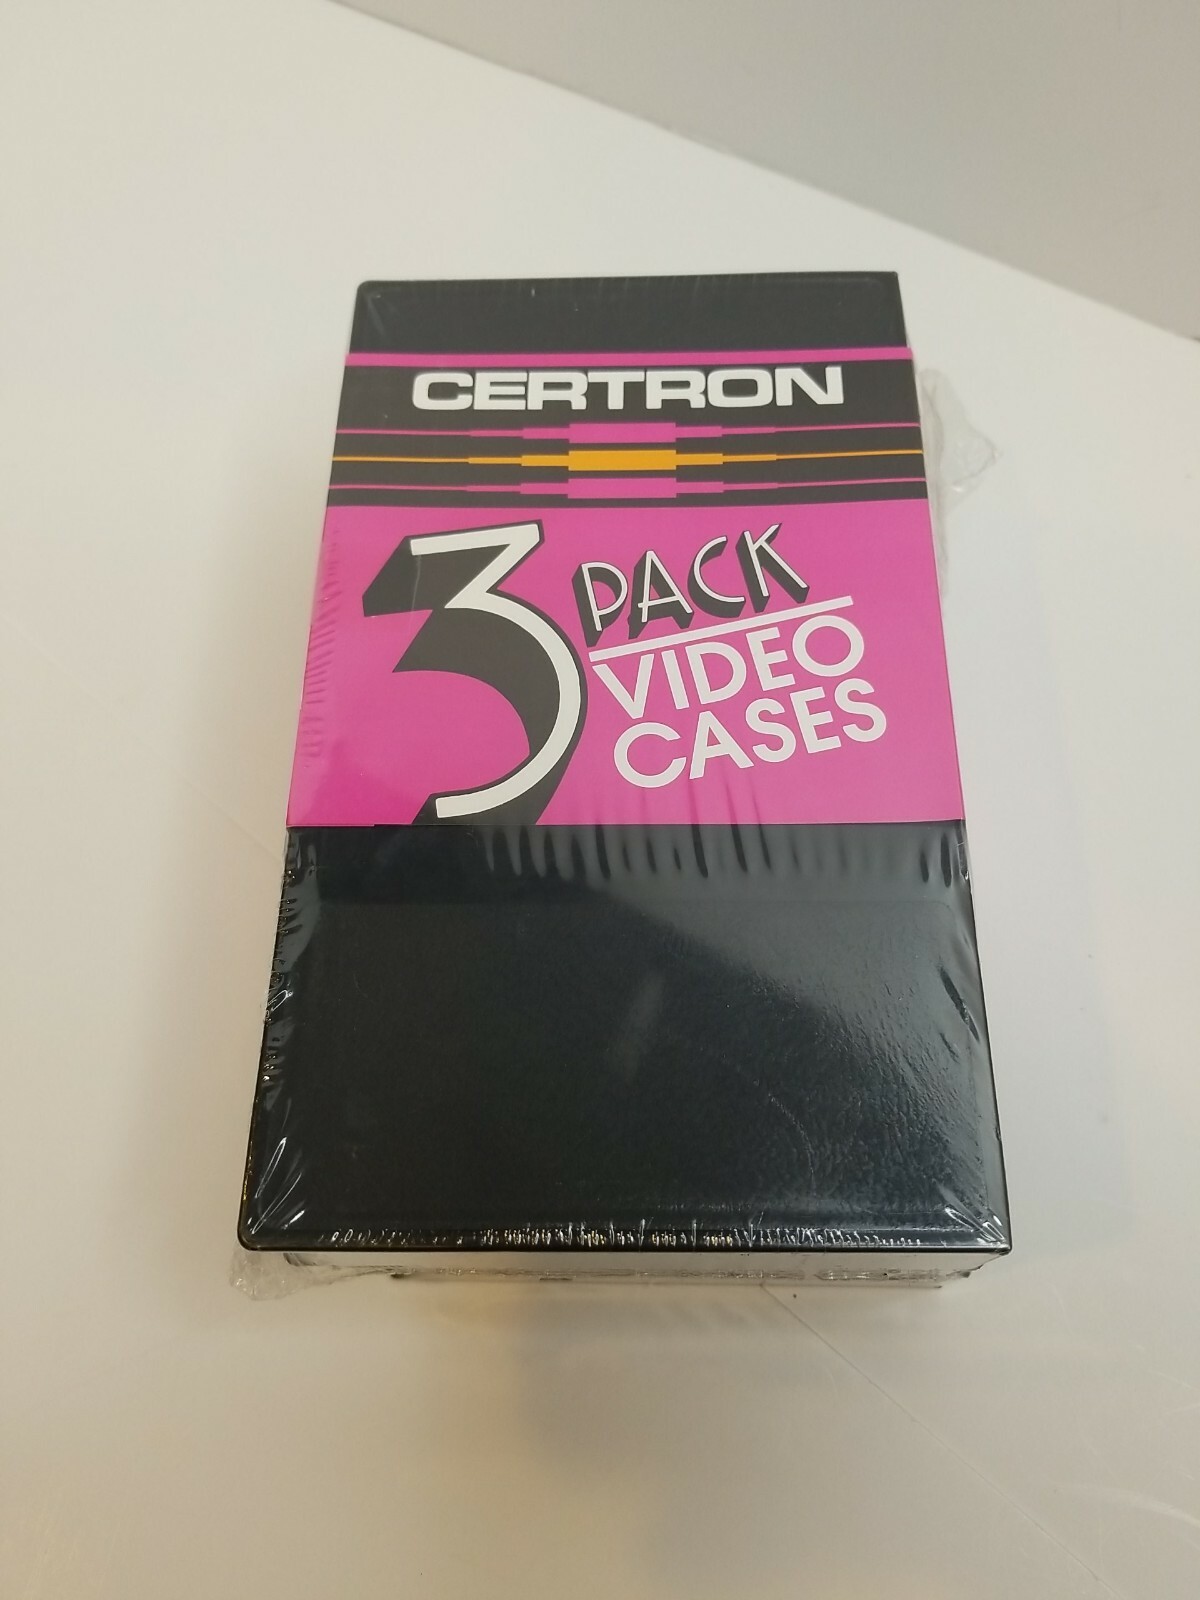 CERTRON
3 PACK
VIDEO
CASES